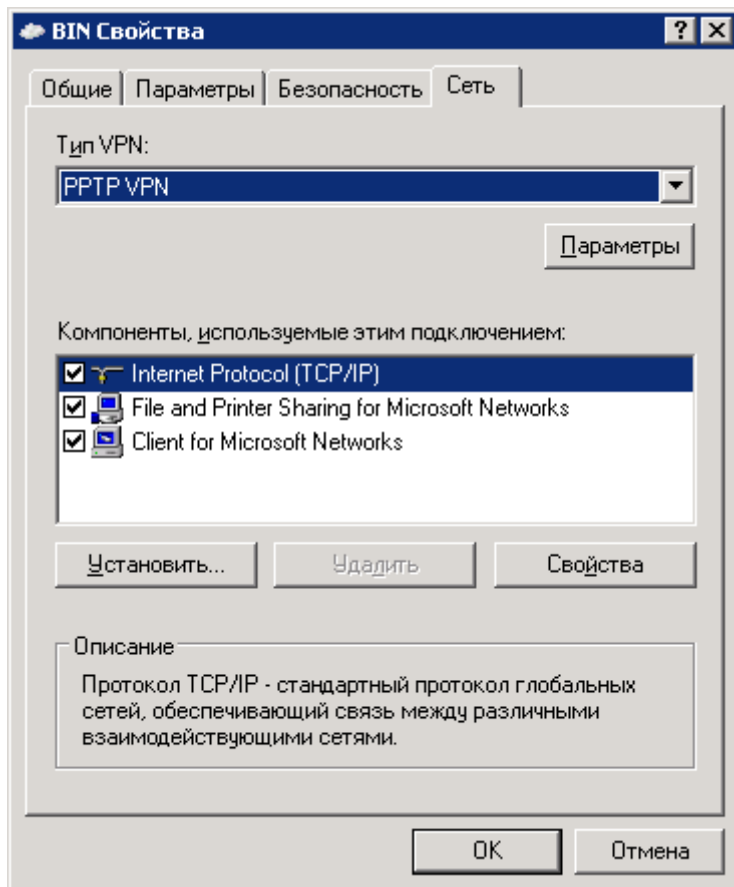 BIN Свойства
Общие Параметры Безопасность Сеть
Тип VPN:
PPTP VPN
Параметры
Компоненты, используемые этим подключением:
Internet Protocol (TCP/IP)
File and Printer Sharing for Microsoft Networks
Client for Microsoft Networks
Установить... Удалить Свойства
Описание
Протокол TCP/IP - стандартный протокол глобальных
сетей, обеспечивающий связь между различными
взаимодействующими сетями.
OK Отмена